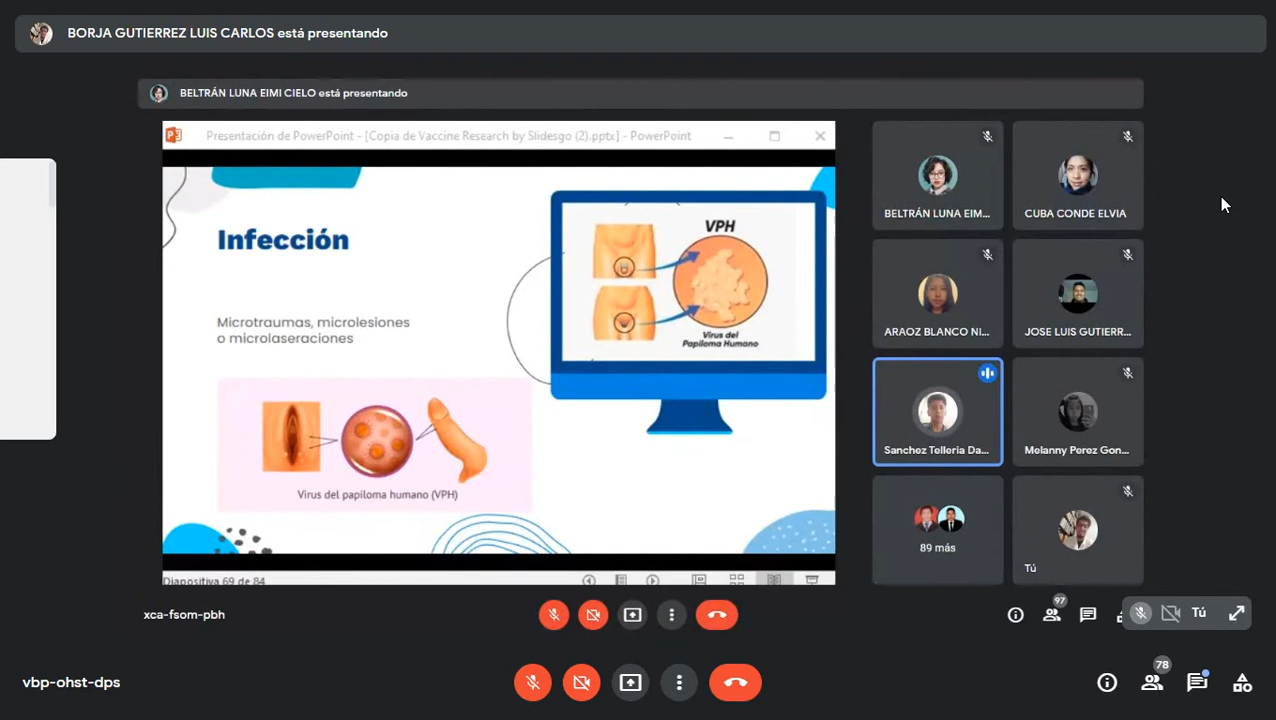 BORJA GUTIERREZ LUIS CARLOS está presentando
BELTRÁN LUNA EIMI CIELO está presentando
Presentación de PowerPoint - [Copia de Vaccine Research by Slidesgo (2).pptx] - PowerPoint
Infección
Microtraumas, microlesiones
o microlaseraciones
VPH
Virus del
Papiloma Humano
Virus del papiloma humano (VPH)
Diapositiva 69 de 84
BELTRÁN LUNA EIM...
CUBA CONDE ELVIA
ARAOZ BLANCO NI...
JOSE LUIS GUTIERR...
Sanchez Telleria Da...
Melanny Perez Gon...
89 más
Tú
xca-fsom-pbh
97
Tú
vbp-ohst-dps
78